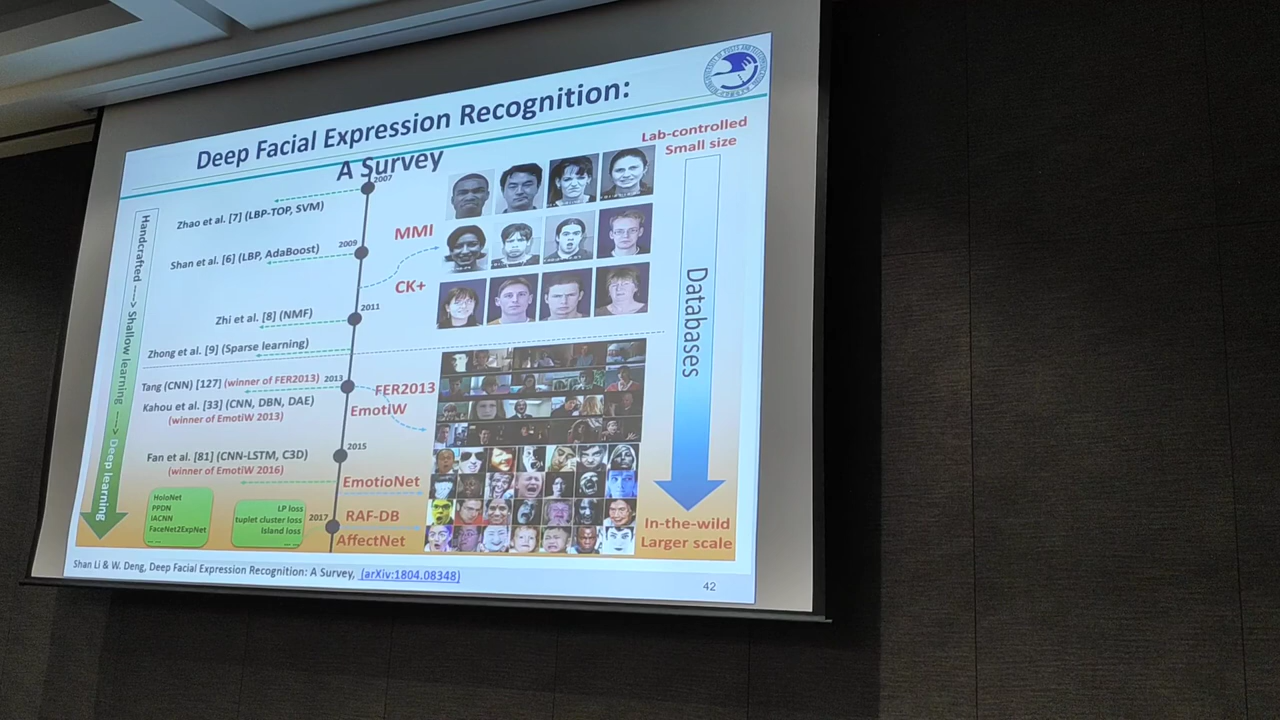 Deep Facial Expression Recognition:
A Survey
Lab-controlled
Small size
2007
Zhao et al. [7] (LBP-TOP, SVM)
2009
Shan et al. [6] (LBP, AdaBoost)
MMI
CK+
2011
Zhi et al. [8] (NMF)
Zhong et al. [9] (Sparse learning)
2013
Tang (CNN) [127] (winner of FER2013)
FER2013
Kahou et al. [33] (CNN, DBN, DAE)
(winner of EmotiW 2013)
EmotiW
2015
Fan et al. [81] (CNN-LSTM, C3D)
(winner of EmotiW 2016)
EmotioNet
HoloNet
PPDN
IACNN
FaceNet2ExpNet
... ...
LP loss
tuplet cluster loss
Island loss
... ...
2017
RAF-DB
AffectNet
Handcrafted ---> Shallow learning ---> Deep learning
Databases
In-the-wild
Larger scale
Shan Li & W. Deng, Deep Facial Expression Recognition: A Survey, (arXiv:1804.08348)
42